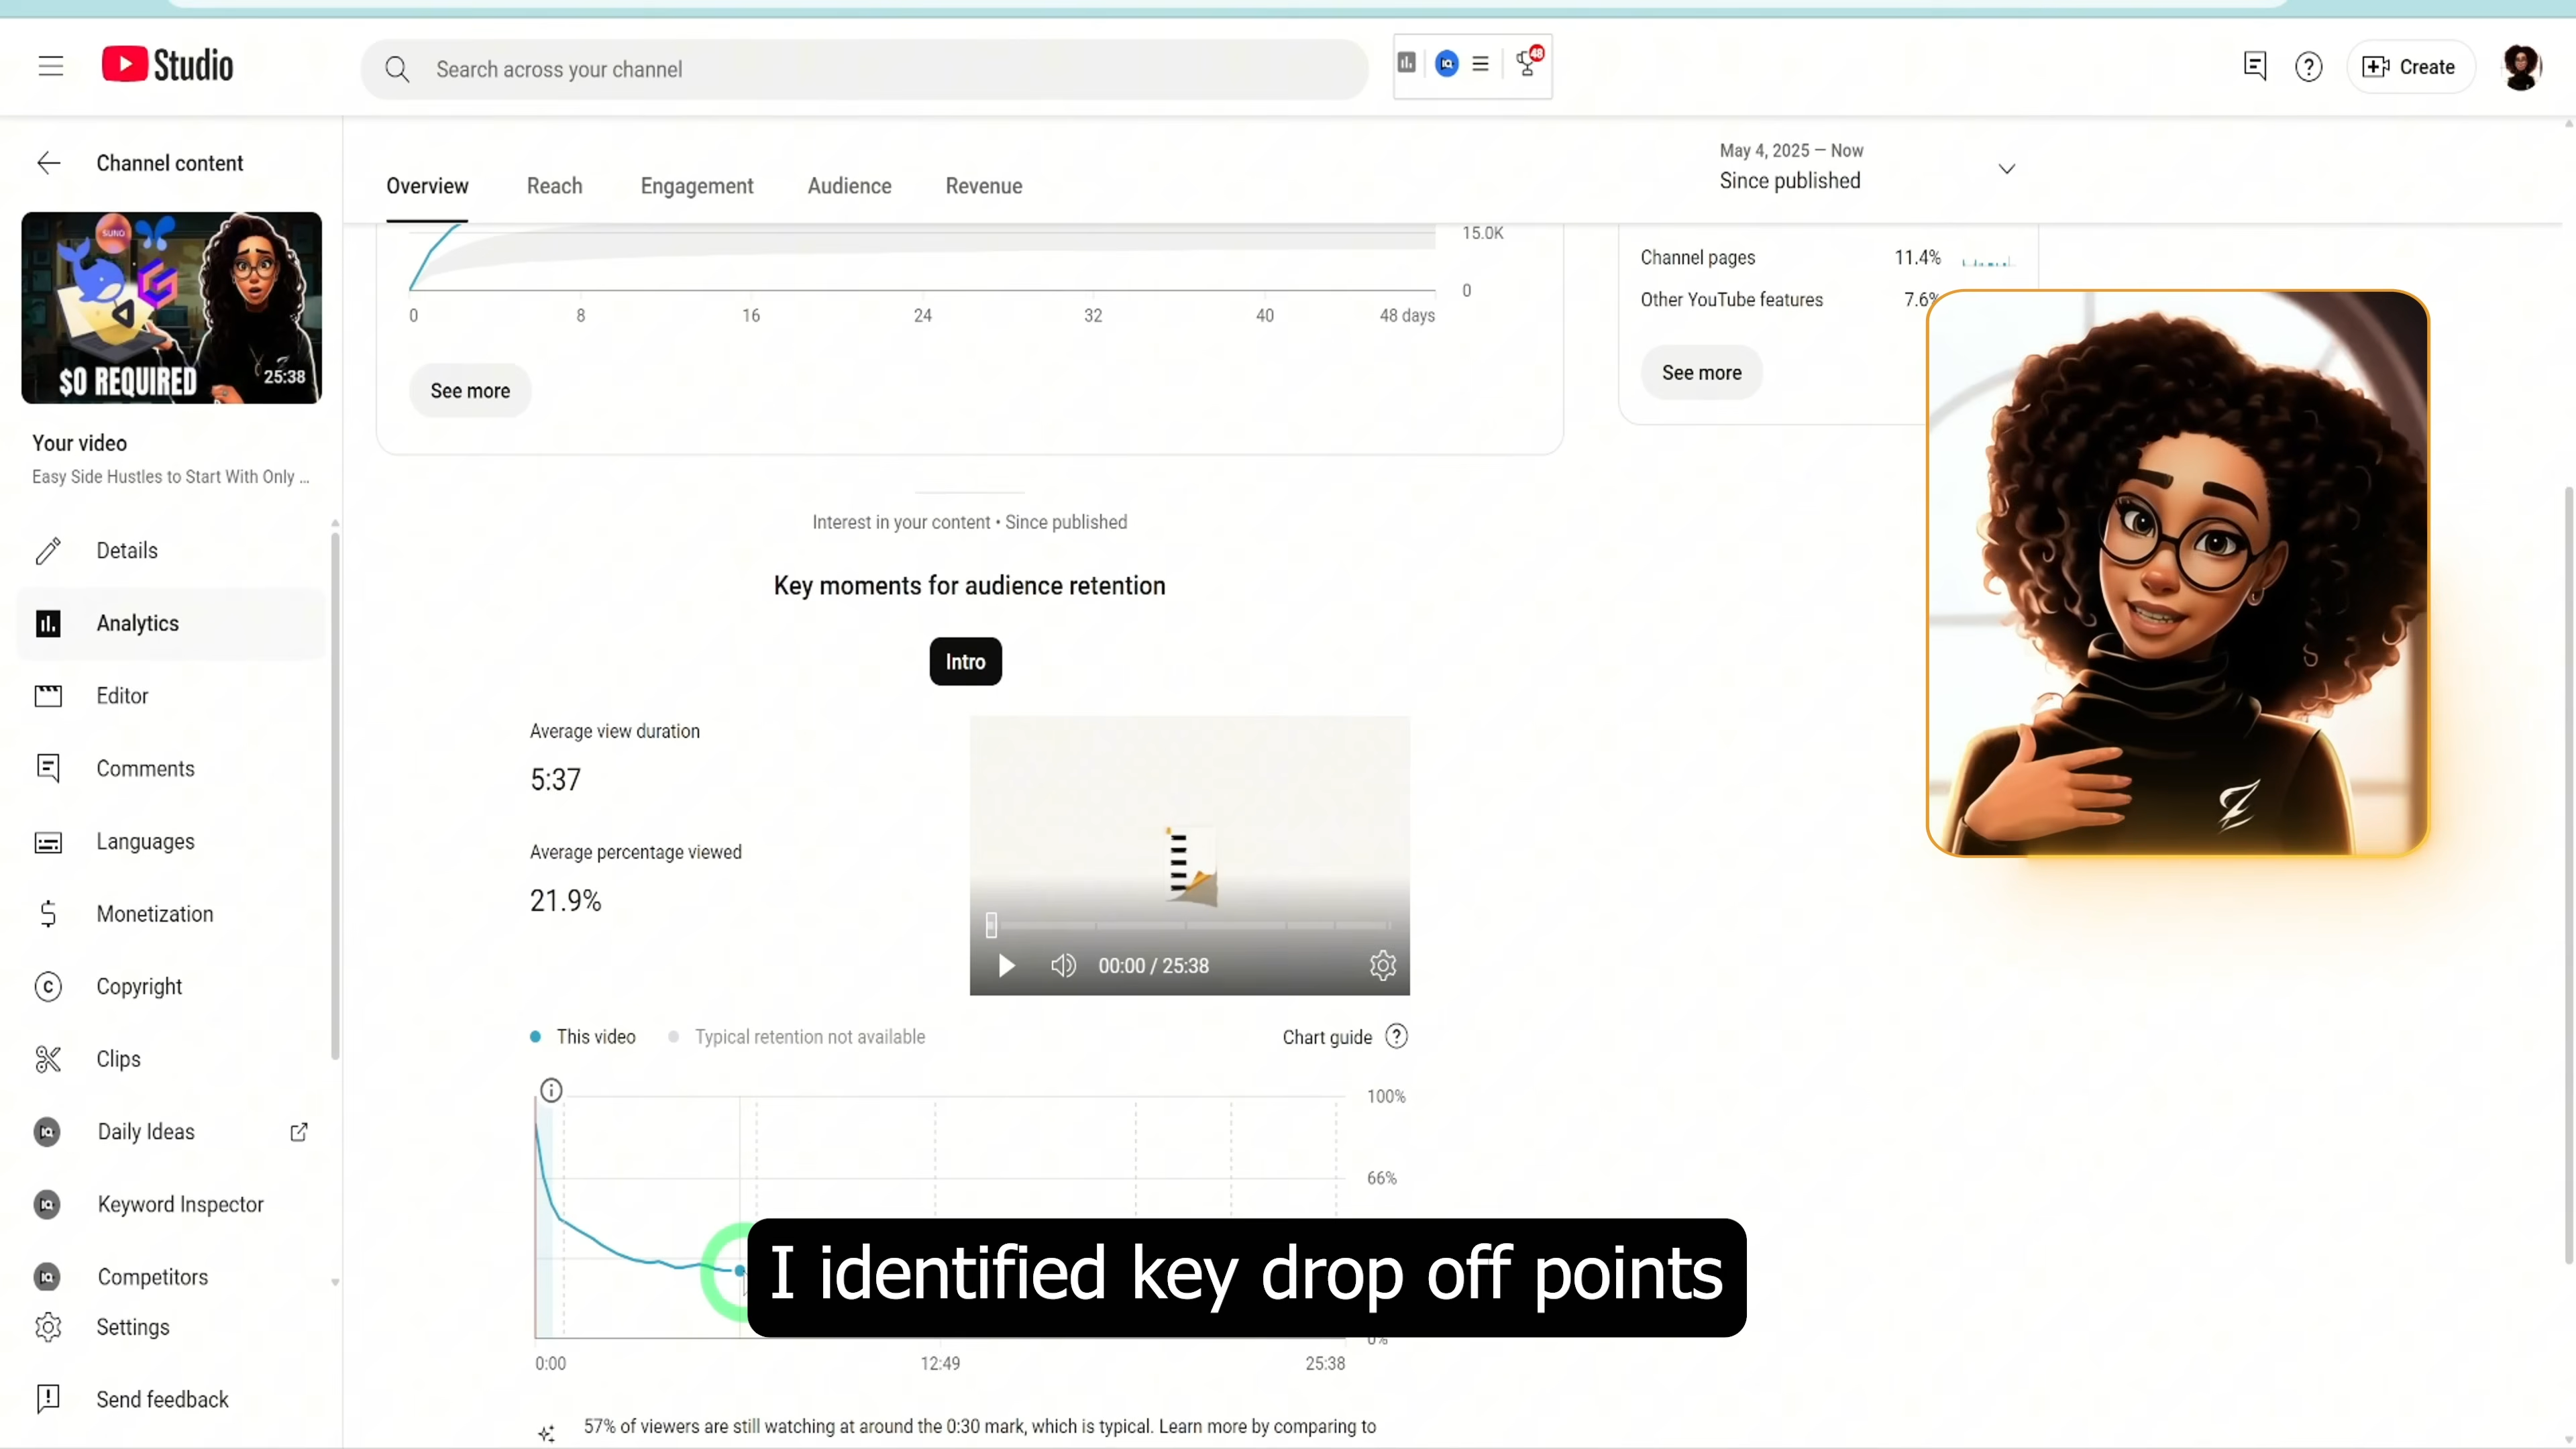 Studio
Search across your channel
48
Create
Channel content
Overview
Reach
Engagement
Audience
Revenue
May 4, 2025 – Now
Since published
SUNO
$0 REQUIRED
25:38
Your video
Easy Side Hustles to Start With Only ...
Details
Analytics
Editor
Comments
Languages
Monetization
Copyright
Clips
Daily Ideas
Keyword Inspector
Competitors
Settings
Send feedback
15.0K
0
0 8 16 24 32 40 48 days
See more
Channel pages 11.4%
Other YouTube features 7.6%
See more
Interest in your content • Since published
Key moments for audience retention
Intro
Average view duration
5:37
Average percentage viewed
21.9%
00:00 / 25:38
This video
Typical retention not available
Chart guide
100%
66%
I identified key drop off points
0%
0:00 12:49 25:38
57% of viewers are still watching at around the 0:30 mark, which is typical. Learn more by comparing to